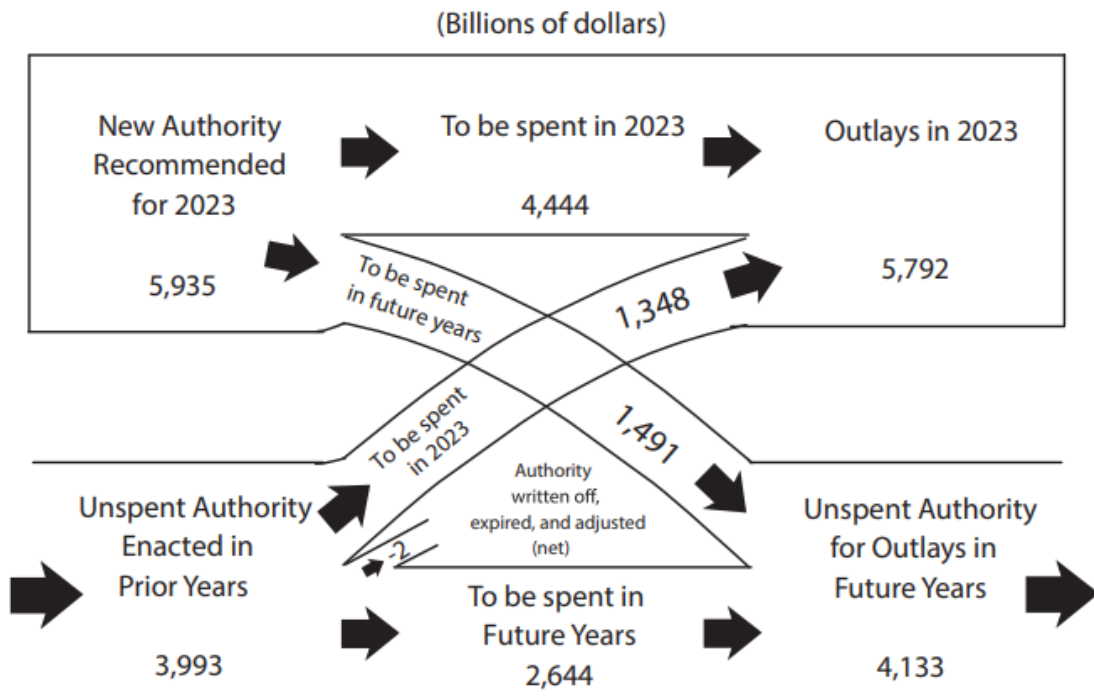 (Billions of dollars)
New Authority
Recommended
for 2023
5,935
To be spent in 2023
4,444
Outlays in 2023
5,792
To be spent
in future years
1,348
To be spent
in 2023
1,491
Authority
written off,
expired, and adjusted
(net)
-2
Unspent Authority
Enacted in
Prior Years
3,993
To be spent in
Future Years
2,644
Unspent Authority
for Outlays in
Future Years
4,133